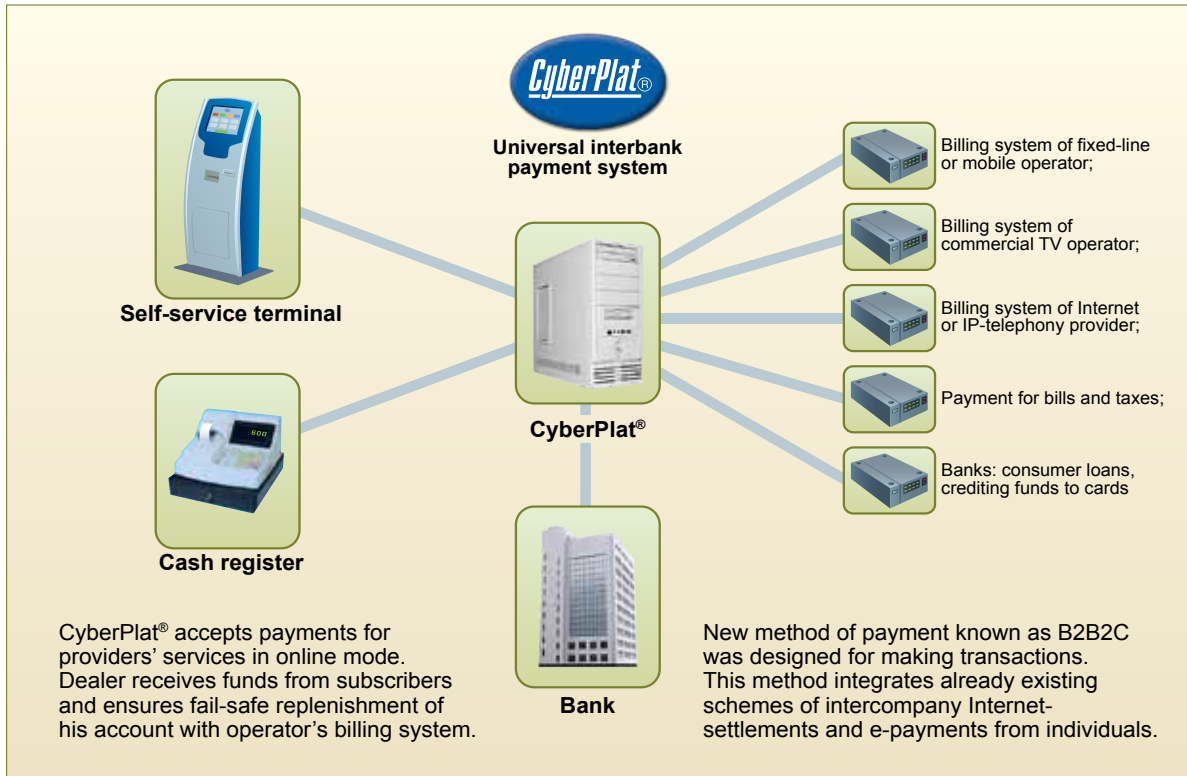 CyberPlat®
Universal interbank
payment system
Self-service terminal
600
Cash register
CyberPlat®
Bank
Billing system of fixed-line
or mobile operator;
Billing system of
commercial TV operator;
Billing system of Internet
or IP-telephony provider;
Payment for bills and taxes;
Banks: consumer loans,
crediting funds to cards
CyberPlat® accepts payments for
providers’ services in online mode.
Dealer receives funds from subscribers
and ensures fail-safe replenishment of
his account with operator’s billing system.
New method of payment known as B2B2C
was designed for making transactions.
This method integrates already existing
schemes of intercompany Internet-
settlements and e-payments from individuals.